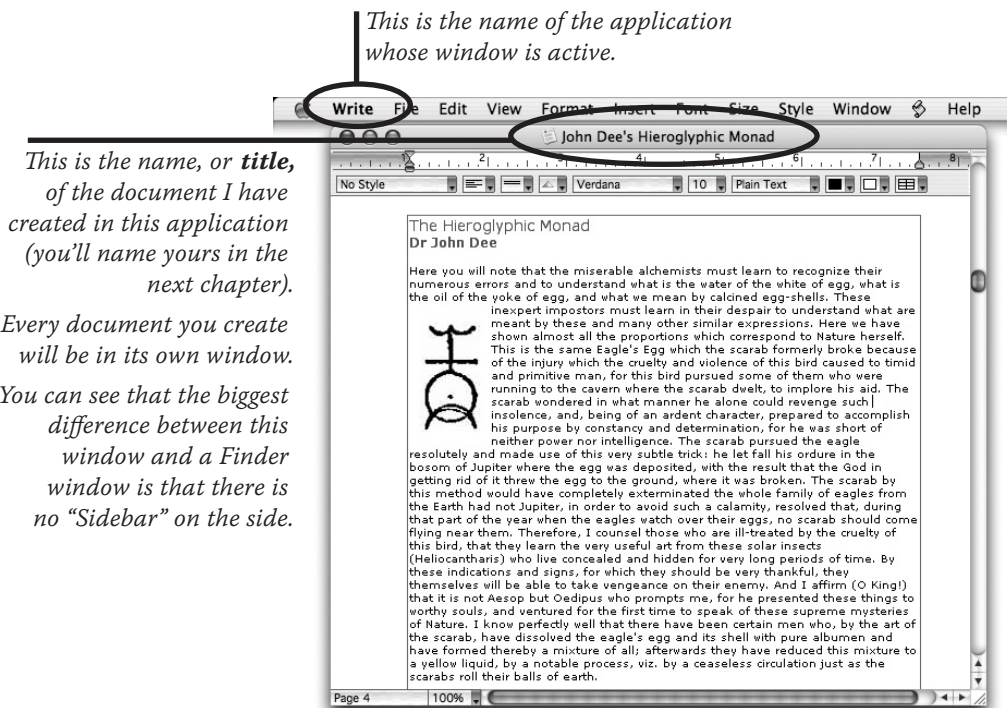 This is the name of the application
whose window is active.
Write File Edit View Format Insert Font Size Style Window Help
John Dee's Hieroglyphic Monad
1 2 3 4 5 6 7 8
No Style Verdana 10 Plain Text
This is the name, or title,
of the document I have
created in this application
(you'll name yours in the
next chapter).
Every document you create
will be in its own window.
You can see that the biggest
difference between this
window and a Finder
window is that there is
no “Sidebar” on the side.
The Hieroglyphic Monad
Dr John Dee
Here you will note that the miserable alchemists must learn to recognize their
numerous errors and to understand what is the water of the white of egg, what is
the oil of the yoke of egg, and what we mean by calcined egg-shells. These
inexpert impostors must learn in their despair to understand what are
meant by these and many other similar expressions. Here we have
shown almost all the proportions which correspond to Nature herself.
This is the same Eagle's Egg which the scarab formerly broke because
of the injury which the cruelty and violence of this bird caused to timid
and primitive man, for this bird pursued some of them who were
running to the cavern where the scarab dwelt, to implore his aid. The
scarab wondered in what manner he alone could revenge such
insolence, and, being of an ardent character, prepared to accomplish
his purpose by constancy and determination, for he was short of
neither power nor intelligence. The scarab pursued the eagle
resolutely and made use of this very subtle trick: he let fall his ordure in the
bosom of Jupiter where the egg was deposited, with the result that the God in
getting rid of it threw the egg to the ground, where it was broken. The scarab by
this method would have completely exterminated the whole family of eagles from
the Earth had not Jupiter, in order to avoid such a calamity, resolved that, during
that part of the year when the eagles watch over their eggs, no scarab should come
flying near them. Therefore, I counsel those who are ill-treated by the cruelty of
this bird, that they learn the very useful art from these solar insects
(Heliocantharis) who live concealed and hidden for very long periods of time. By
these indications and signs, for which they should be very thankful, they
themselves will be able to take vengeance on their enemy. And I affirm (O King!)
that it is not Aesop but Oedipus who prompts me, for he presented these things to
worthy souls, and ventured for the first time to speak of these supreme mysteries
of Nature. I know perfectly well that there have been certain men who, by the art of
the scarab, have dissolved the eagle's egg and its shell with pure albumen and
have formed thereby a mixture of all; afterwards they have reduced this mixture to
a yellow liquid, by a notable process, viz. by a ceaseless circulation just as the
scarabs roll their balls of earth.
Page 4 100%